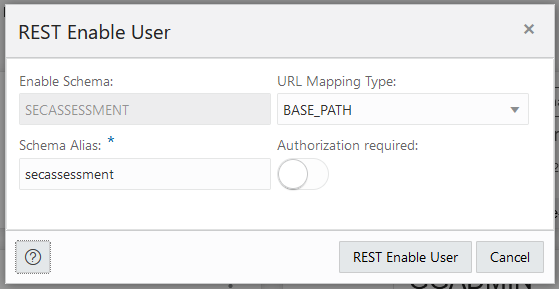 REST Enable User
×
Enable Schema:
URL Mapping Type:
SECASSESSMENT
BASE_PATH
Schema Alias: *
Authorization required:
secassessment
?
REST Enable User
Cancel